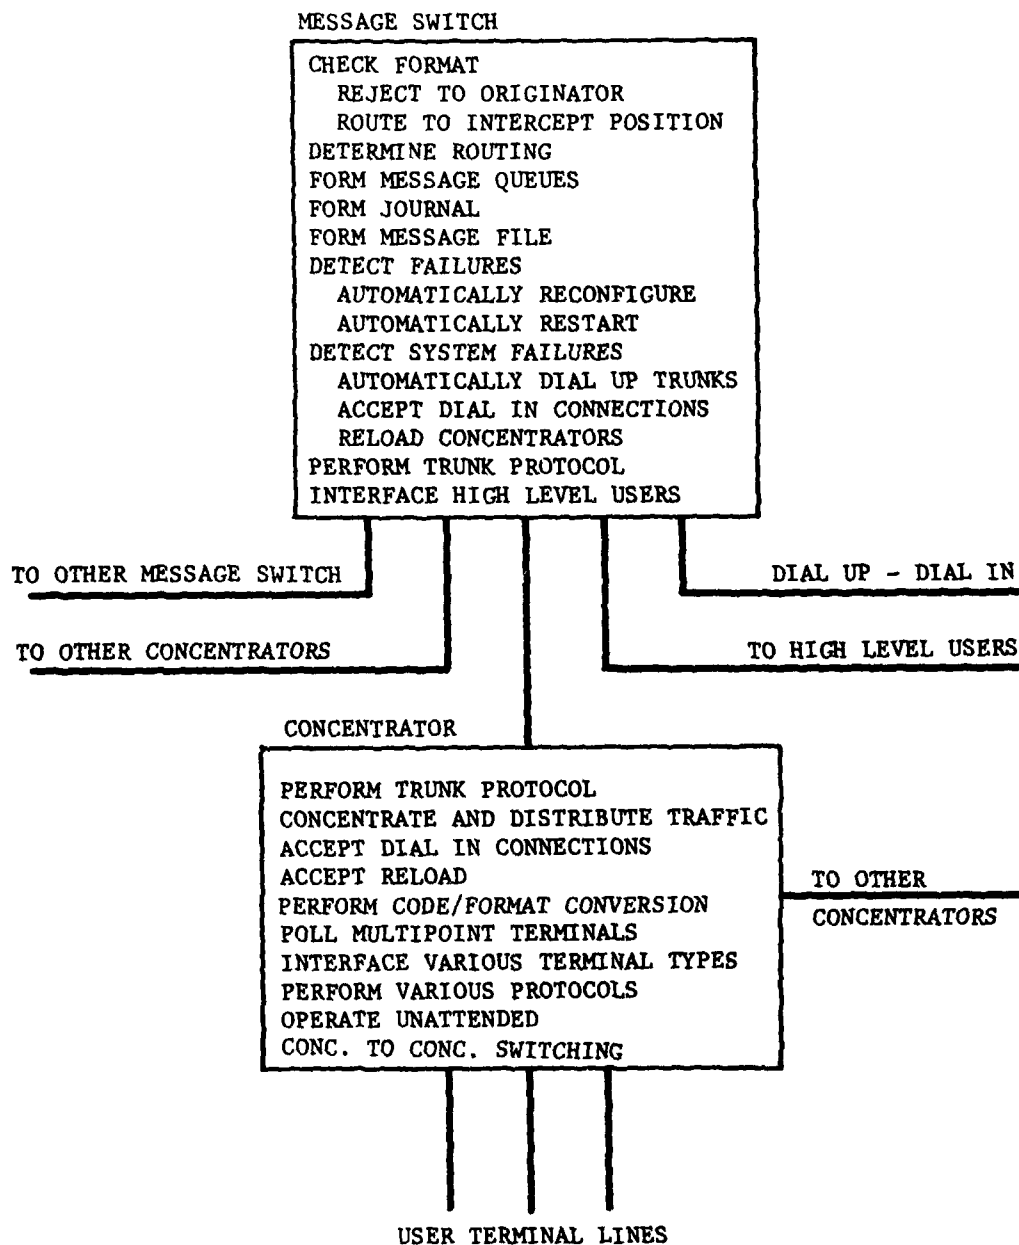 MESSAGE SWITCH
CHECK FORMAT
REJECT TO ORIGINATOR
ROUTE TO INTERCEPT POSITION
DETERMINE ROUTING
FORM MESSAGE QUEUES
FORM JOURNAL
FORM MESSAGE FILE
DETECT FAILURES
AUTOMATICALLY RECONFIGURE
AUTOMATICALLY RESTART
DETECT SYSTEM FAILURES
AUTOMATICALLY DIAL UP TRUNKS
ACCEPT DIAL IN CONNECTIONS
RELOAD CONCENTRATORS
PERFORM TRUNK PROTOCOL
INTERFACE HIGH LEVEL USERS
TO OTHER MESSAGE SWITCH
DIAL UP - DIAL IN
TO OTHER CONCENTRATORS
TO HIGH LEVEL USERS
CONCENTRATOR
PERFORM TRUNK PROTOCOL
CONCENTRATE AND DISTRIBUTE TRAFFIC
ACCEPT DIAL IN CONNECTIONS
ACCEPT RELOAD
PERFORM CODE/FORMAT CONVERSION
POLL MULTIPOINT TERMINALS
INTERFACE VARIOUS TERMINAL TYPES
PERFORM VARIOUS PROTOCOLS
OPERATE UNATTENDED
CONC. TO CONC. SWITCHING
TO OTHER
CONCENTRATORS
USER TERMINAL LINES